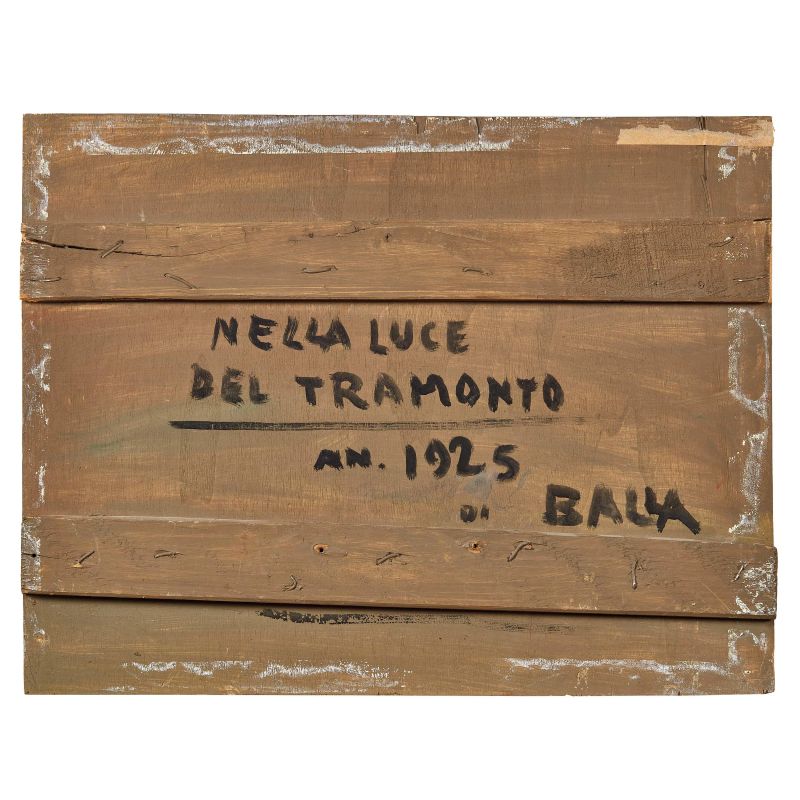 NELLA LUCE
DEL TRAMONTO
AN. 1925
DI BALLA